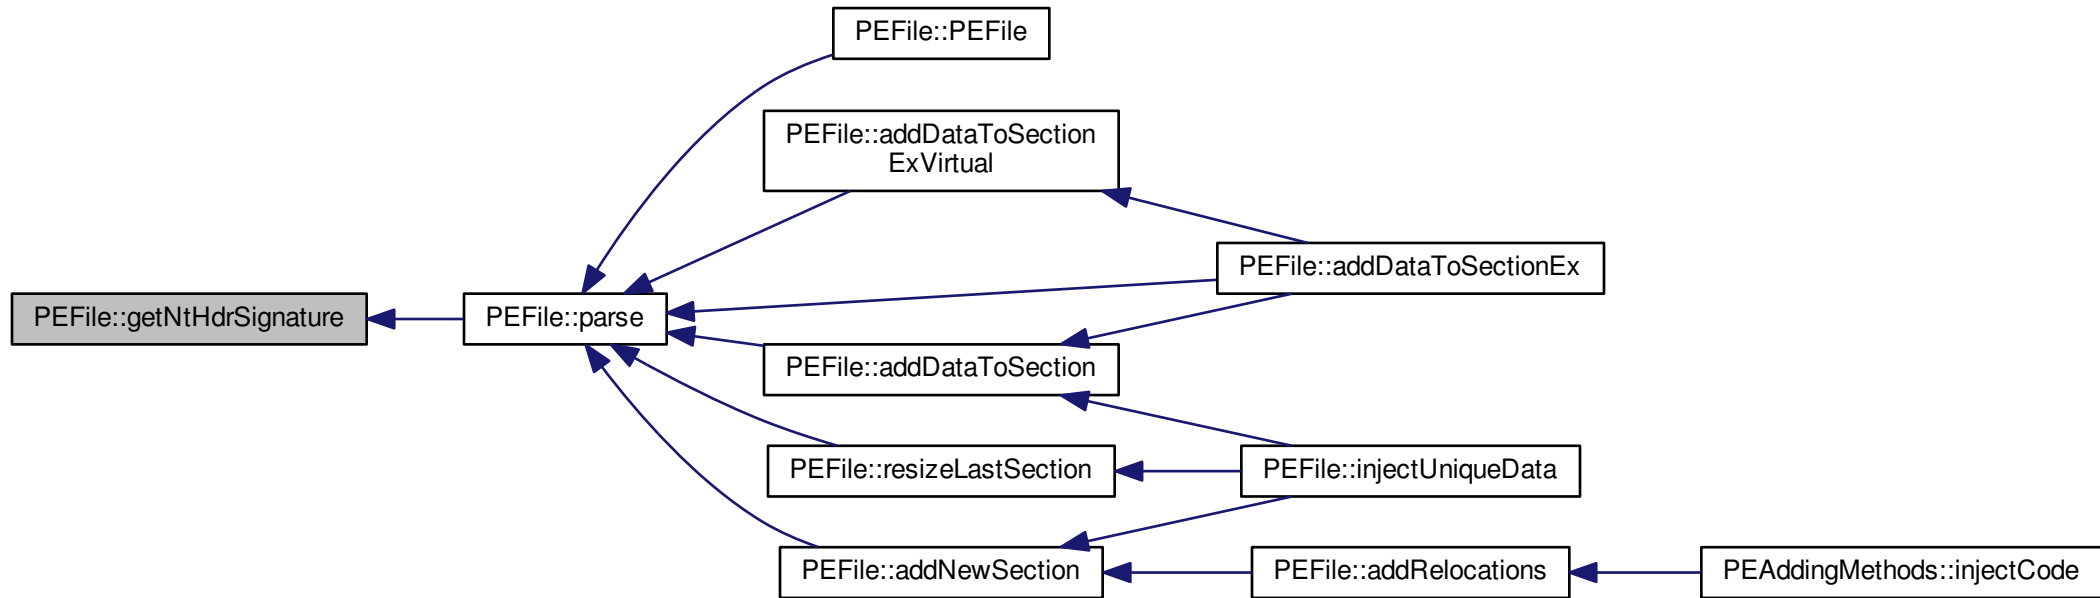 PEFile::PEFile
PEFile::addDataToSection
ExVirtual
PEFile::addDataToSectionEx
PEFile::getNtHdrSignature
PEFile::parse
PEFile::addDataToSection
PEFile::resizeLastSection
PEFile::injectUniqueData
PEFile::addNewSection
PEFile::addRelocations
PEAddingMethods::injectCode